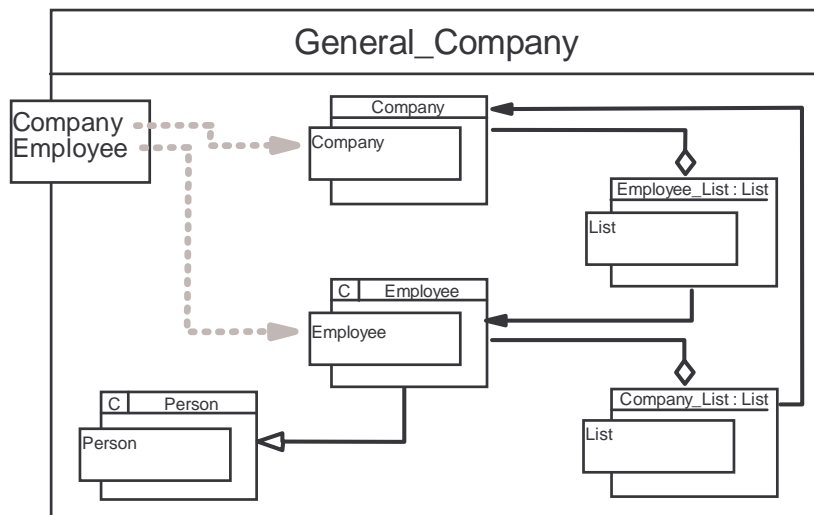 General_Company
Company
Employee
Company
Company
Employee_List : List
List
C Employee
Employee
C Person
Person
Company_List : List
List